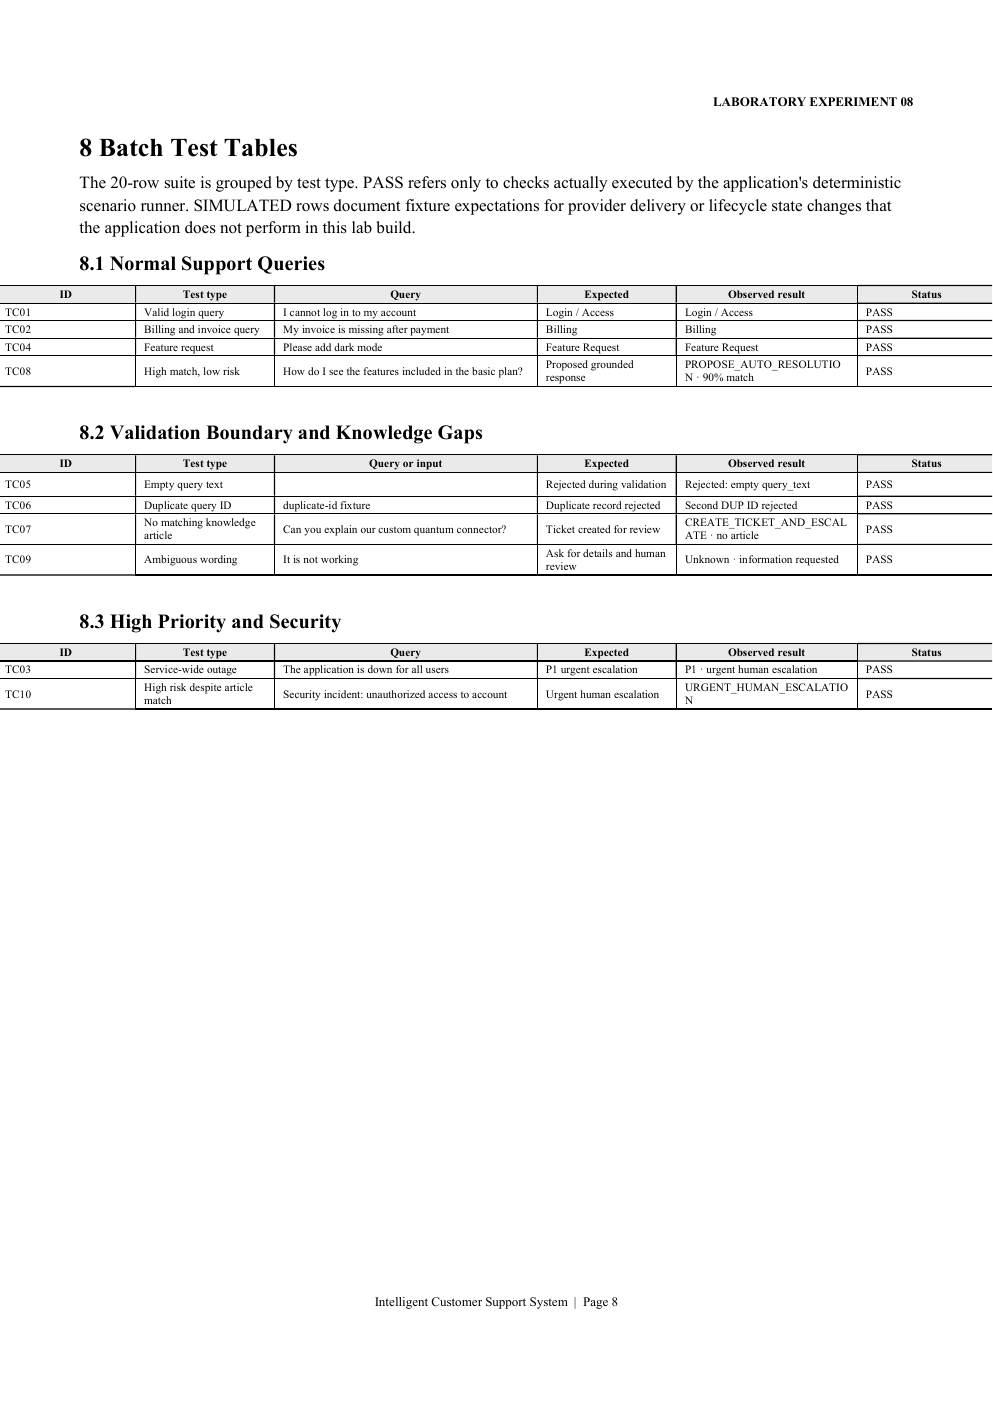 LABORATORY EXPERIMENT 08
8 Batch Test Tables
The 20-row suite is grouped by test type. PASS refers only to checks actually executed by the application's deterministic
scenario runner. SIMULATED rows document fixture expectations for provider delivery or lifecycle state changes that
the application does not perform in this lab build.
8.1 Normal Support Queries
ID Test type Query Expected Observed result Status
TC01 Valid login query I cannot log in to my account Login / Access Login / Access PASS
TC02 Billing and invoice query My invoice is missing after payment Billing Billing PASS
TC04 Feature request Please add dark mode Feature Request Feature Request PASS
TC08 High match, low risk How do I see the features included in the basic plan? Proposed grounded
response PROPOSE_AUTO_RESOLUTIO
N · 90% match PASS
8.2 Validation Boundary and Knowledge Gaps
ID Test type Query or input Expected Observed result Status
TC05 Empty query text Rejected during validation Rejected: empty query_text PASS
TC06 Duplicate query ID duplicate-id fixture Duplicate record rejected Second DUP ID rejected PASS
TC07 No matching knowledge
article Can you explain our custom quantum connector? Ticket created for review CREATE_TICKET_AND_ESCAL
ATE · no article PASS
TC09 Ambiguous wording It is not working Ask for details and human
review Unknown · information requested PASS
8.3 High Priority and Security
ID Test type Query Expected Observed result Status
TC03 Service-wide outage The application is down for all users P1 urgent escalation P1 · urgent human escalation PASS
TC10 High risk despite article
match Security incident: unauthorized access to account Urgent human escalation URGENT_HUMAN_ESCALATIO
N PASS
Intelligent Customer Support System | Page 8